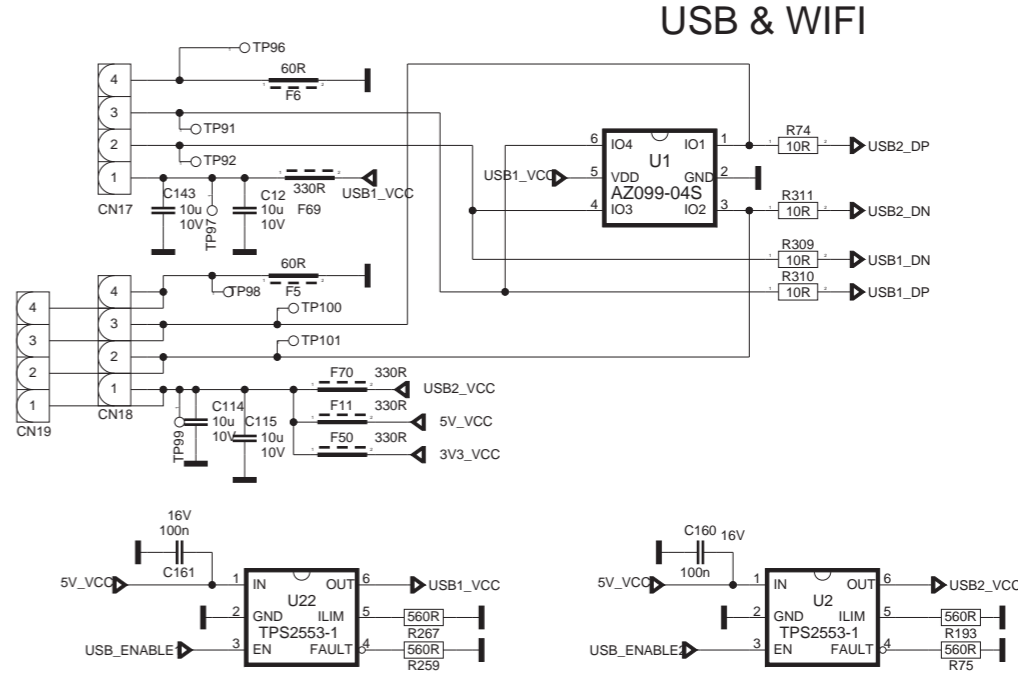 USB & WIFI
TP96
60R
F6
4
3
2
1
CN17
TP91
TP92
C143
10u
10V
TP97
C12
10u
10V
330R
F69
USB1_VCC
USB1_VCC
6 IO4 IO1 1
5 VDD GND 2
4 IO3 IO2 3
U1
AZ099-04S
R74
10R
USB2_DP
R311
10R
USB2_DN
R309
10R
USB1_DN
R310
10R
USB1_DP
60R
F5
TP98
TP100
TP101
4
3
2
1
CN19
4
3
2
1
CN18
TP99
C114
10u
10V
C115
10u
10V
F70 330R
USB2_VCC
F11 330R
5V_VCC
F50 330R
3V3_VCC
16V
100n
C161
5V_VCC
1 IN OUT 6
USB1_VCC
U22
2 GND ILIM 5
560R
R267
TPS2553-1
USB_ENABLE1
3 EN FAULT 4
560R
R259
C160 16V
100n
5V_VCC
1 IN OUT 6
USB2_VCC
U2
2 GND ILIM 5
560R
R193
TPS2553-1
USB_ENABLE2
3 EN FAULT 4
560R
R75